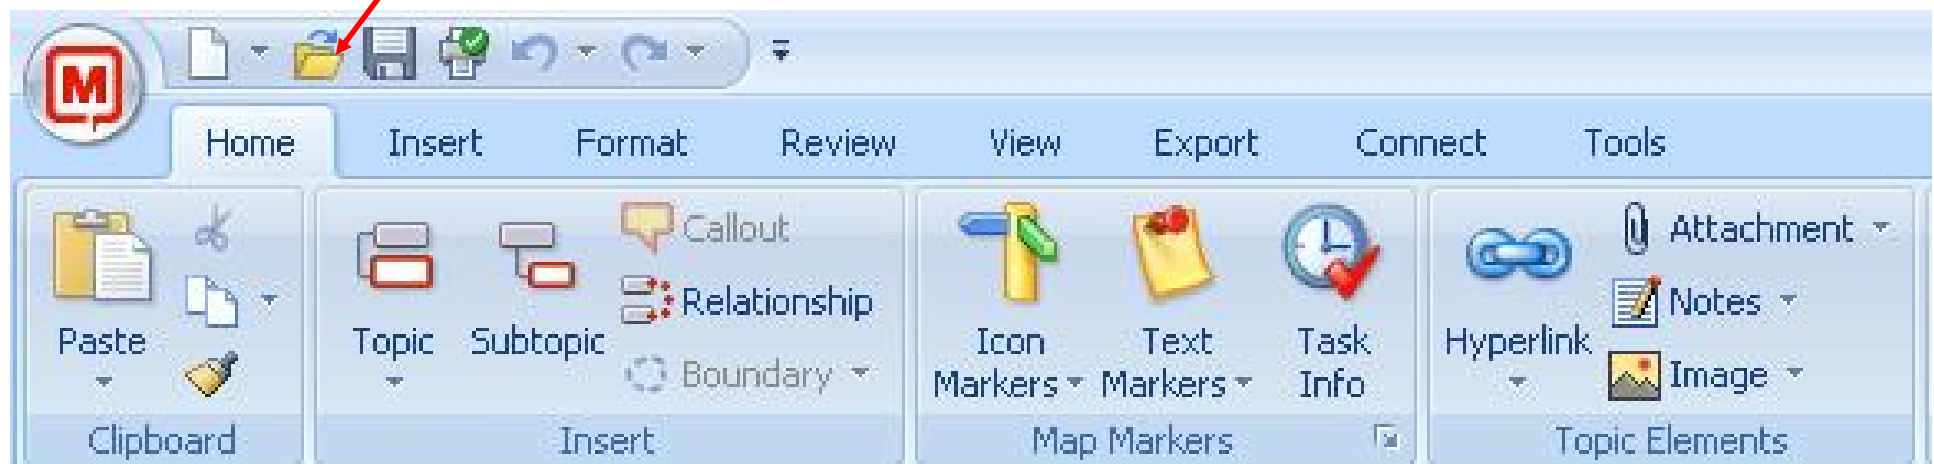 M
Home Insert Format Review View Export Connect Tools
Callout
Attachment
Relationship
Notes
Paste Topic Subtopic Icon Markers Text Markers Task Info Hyperlink
Boundary
Image
Clipboard Insert Map Markers Topic Elements